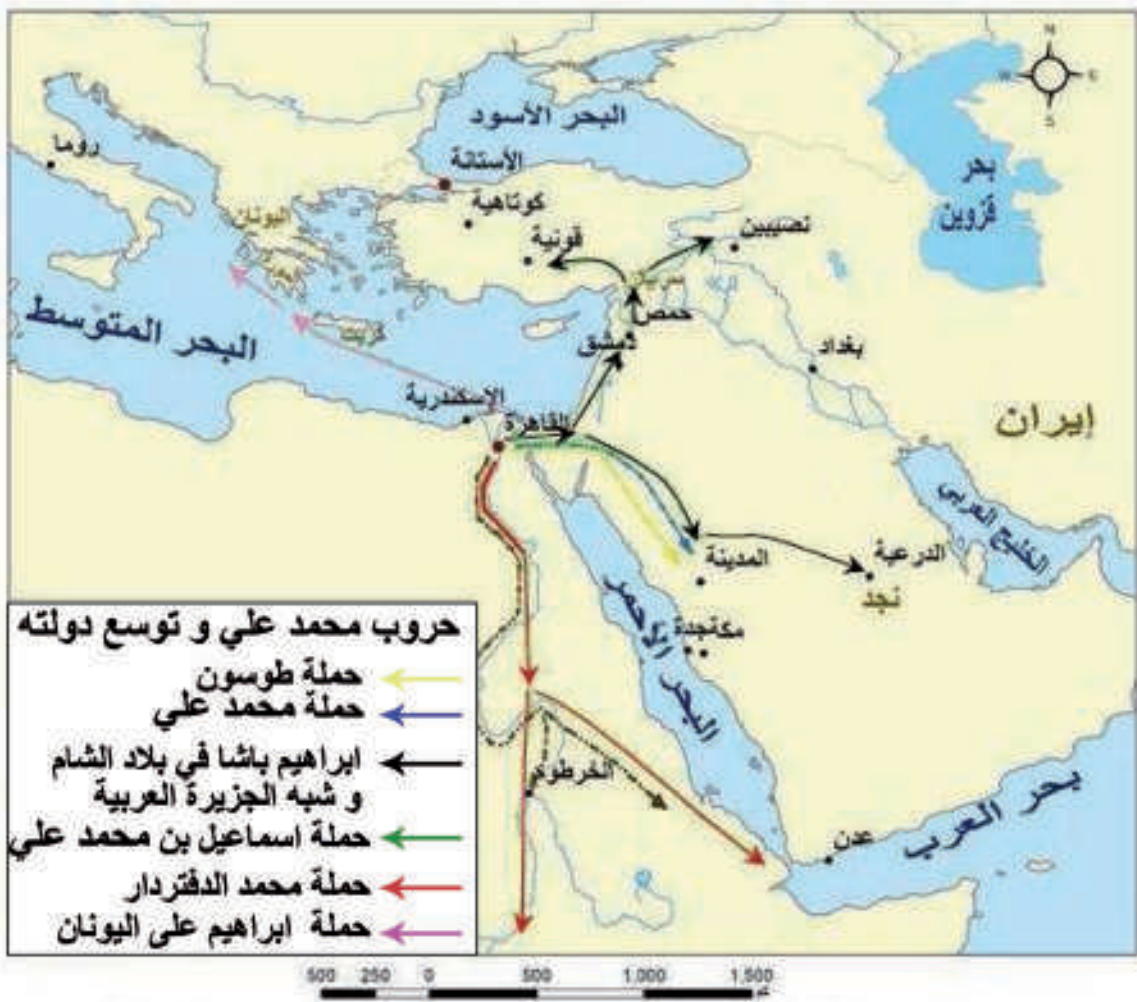 N
W
E
S
البحر الأسود
بحر
قزوين
روما
الأستانة
كوتاهية
اليونان
قونية
نصيبين
كريت
حمص
دمشق
البحر المتوسط
بغداد
الإسكندرية
القاهرة
إيران
الخليج العربي
المدينة
الدرعية
نجد
مكة جدة
البحر الأحمر
الخرطوم
عدن
بحر العرب
حروب محمد علي و توسع دولته
حملة طوسون
حملة محمد علي
ابراهيم باشا في بلاد الشام
و شبه الجزيرة العربية
حملة اسماعيل بن محمد علي
حملة محمد الدفتردار
حملة ابراهيم على اليونان
500 250 0 500 1,000 1,500